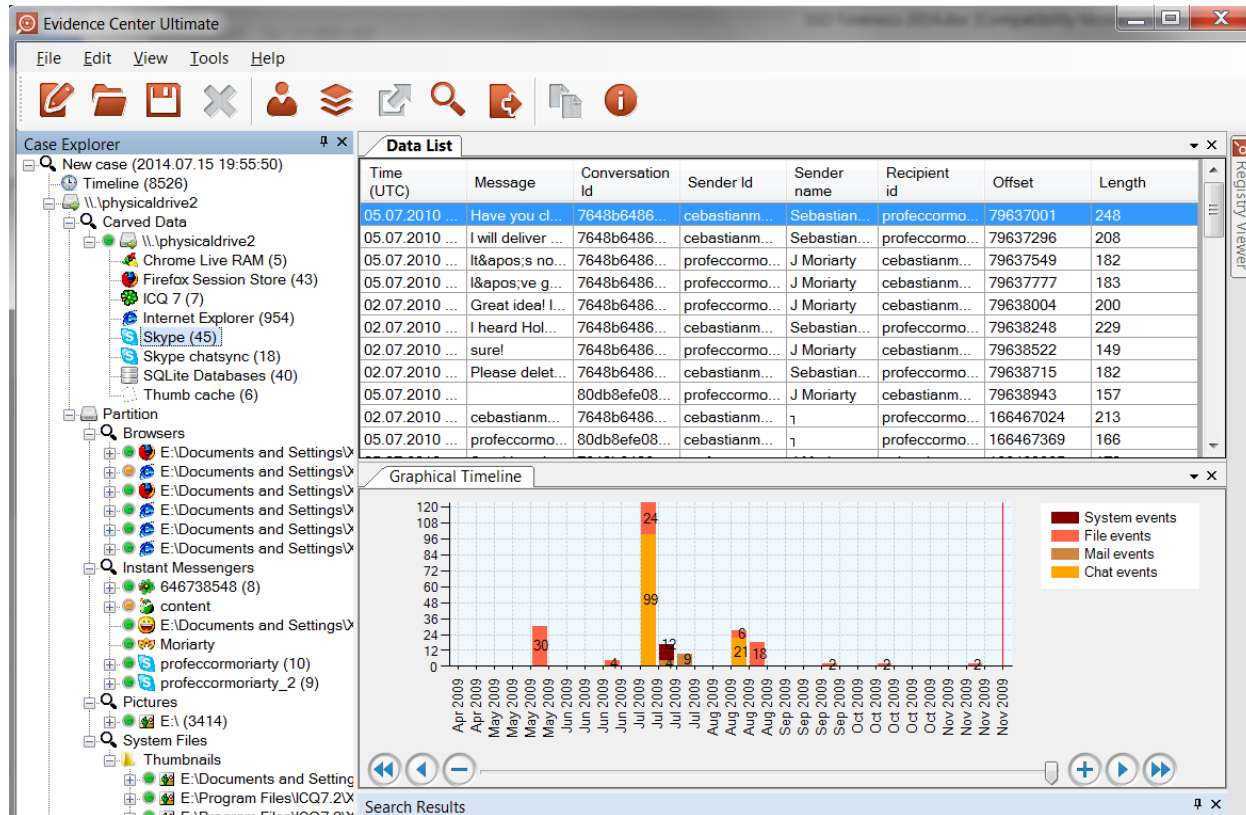 Evidence Center Ultimate
File Edit View Tools Help
Case Explorer
New case (2014.07.15 19:55:50)
Timeline (8526)
\\.\physicaldrive2
Carved Data
\\.\physicaldrive2
Chrome Live RAM (5)
Firefox Session Store (43)
ICQ 7 (7)
Internet Explorer (954)
Skype (45)
Skype chatsync (18)
SQLite Databases (40)
Thumb cache (6)
Partition
Browsers
E:\Documents and Settings\X
E:\Documents and Settings\X
E:\Documents and Settings\X
E:\Documents and Settings\X
E:\Documents and Settings\X
E:\Documents and Settings\X
Instant Messengers
646738548 (8)
content
E:\Documents and Settings\X
Moriarty
profeccormoriarty (10)
profeccormoriarty_2 (9)
Pictures
E:\ (3414)
System Files
Thumbnails
E:\Documents and Setting
E:\Program Files\ICQ7.2\X
Data List
Time (UTC) Message Conversation Id Sender Id Sender name Recipient id Offset Length
05.07.2010 ... Have you cl... 7648b6486... cebastianm... Sebastian... profeccormo... 79637001 248
05.07.2010 ... I will deliver ... 7648b6486... cebastianm... Sebastian... profeccormo... 79637296 208
05.07.2010 ... It&apos;s no... 7648b6486... profeccormo... J Moriarty cebastianm... 79637549 182
05.07.2010 ... I&apos;ve g... 7648b6486... profeccormo... J Moriarty cebastianm... 79637777 183
02.07.2010 ... Great idea! I... 7648b6486... profeccormo... J Moriarty cebastianm... 79638004 200
02.07.2010 ... I heard Hol... 7648b6486... cebastianm... Sebastian... profeccormo... 79638248 229
02.07.2010 ... sure! 7648b6486... profeccormo... J Moriarty cebastianm... 79638522 149
02.07.2010 ... Please delet... 7648b6486... cebastianm... Sebastian... profeccormo... 79638715 182
05.07.2010 ... 80db8efe08... profeccormo... J Moriarty cebastianm... 79638943 157
02.07.2010 ... cebastianm... 7648b6486... cebastianm... ┐ profeccormo... 166467024 213
05.07.2010 ... profeccormo... 80db8efe08... cebastianm... ┐ profeccormo... 166467369 166
Registry Viewer
Graphical Timeline
120
108
96
84
72
60
48
36
24
12
0
30 4 24 99 12 4 9 6 21 18 2 2 2
Apr 2009 Apr 2009 May 2009 May 2009 May 2009 May 2009 Jun 2009 Jun 2009 Jun 2009 Jun 2009 Jul 2009 Jul 2009 Jul 2009 Jul 2009 Aug 2009 Aug 2009 Aug 2009 Aug 2009 Sep 2009 Sep 2009 Sep 2009 Sep 2009 Oct 2009 Oct 2009 Oct 2009 Oct 2009 Nov 2009 Nov 2009 Nov 2009 Nov 2009
System events
File events
Mail events
Chat events
Search Results